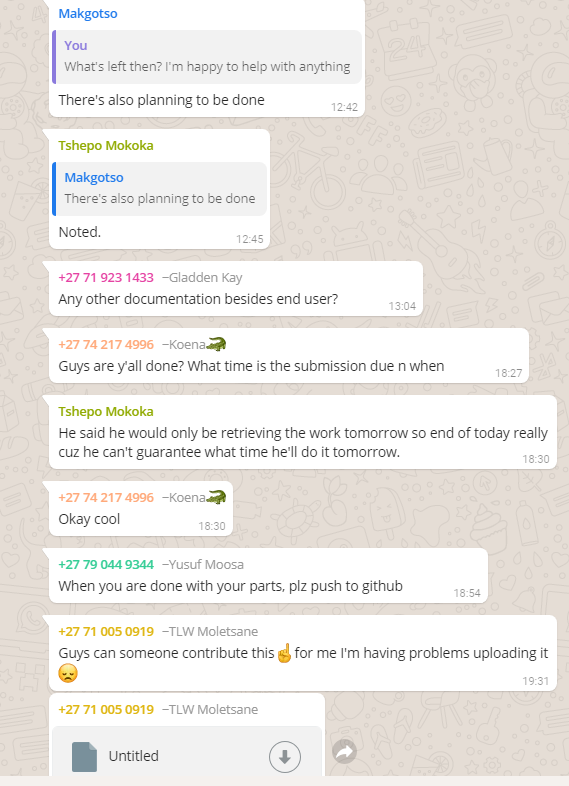 Makgotso
You
What's left then? I'm happy to help with anything
There's also planning to be done
12:42
Tshepo Mokoka
Makgotso
There's also planning to be done
Noted.
12:45
+27 71 923 1433 ~Gladden Kay
Any other documentation besides end user?
13:04
+27 74 217 4996 ~Koena🐊
Guys are y'all done? What time is the submission due n when
18:27
Tshepo Mokoka
He said he would only be retrieving the work tomorrow so end of today really
cuz he can't guarantee what time he'll do it tomorrow.
18:30
+27 74 217 4996 ~Koena🐊
Okay cool
18:30
+27 79 044 9344 ~Yusuf Moosa
When you are done with your parts, plz push to github
18:54
+27 71 005 0919 ~TLW Moletsane
Guys can someone contribute this☝for me I'm having problems uploading it
😞
19:31
+27 71 005 0919 ~TLW Moletsane
Untitled